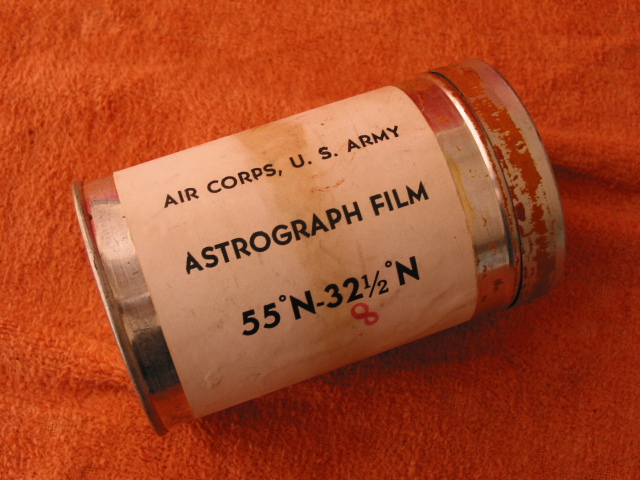 AIR CORPS, U. S. ARMY
ASTROGRAPH FILM
55°N-32½°N
8